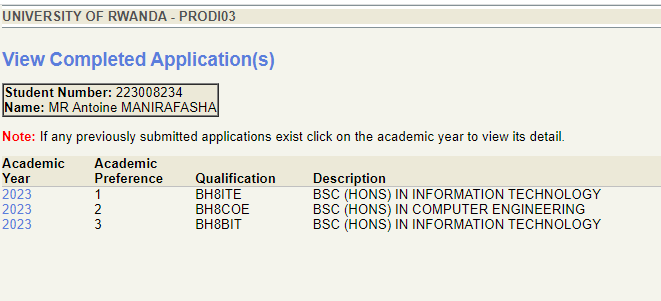 UNIVERSITY OF RWANDA - PRODI03
View Completed Application(s)
Student Number: 223008234
Name: MR Antoine MANIRAFASHA
Note: If any previously submitted applications exist click on the academic year to view its detail.
Academic Academic
Year Preference Qualification Description
2023 1 BH8ITE BSC (HONS) IN INFORMATION TECHNOLOGY
2023 2 BH8COE BSC (HONS) IN COMPUTER ENGINEERING
2023 3 BH8BIT BSC (HONS) IN INFORMATION TECHNOLOGY